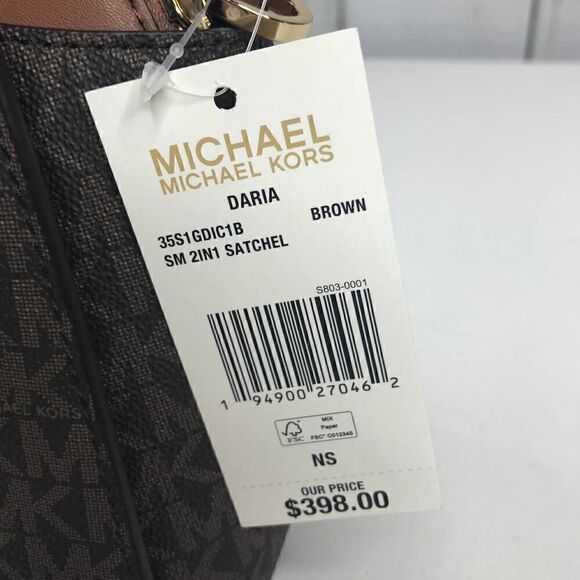 MICHAEL
MICHAEL KORS
DARIA
35S1GDIC1B BROWN
SM 2IN1 SATCHEL
S803-0001
1 94900 27046 2
FSC
MIX
Paper
FSC™ C012345
NS
OUR PRICE
$398.00
MICHAEL KORS